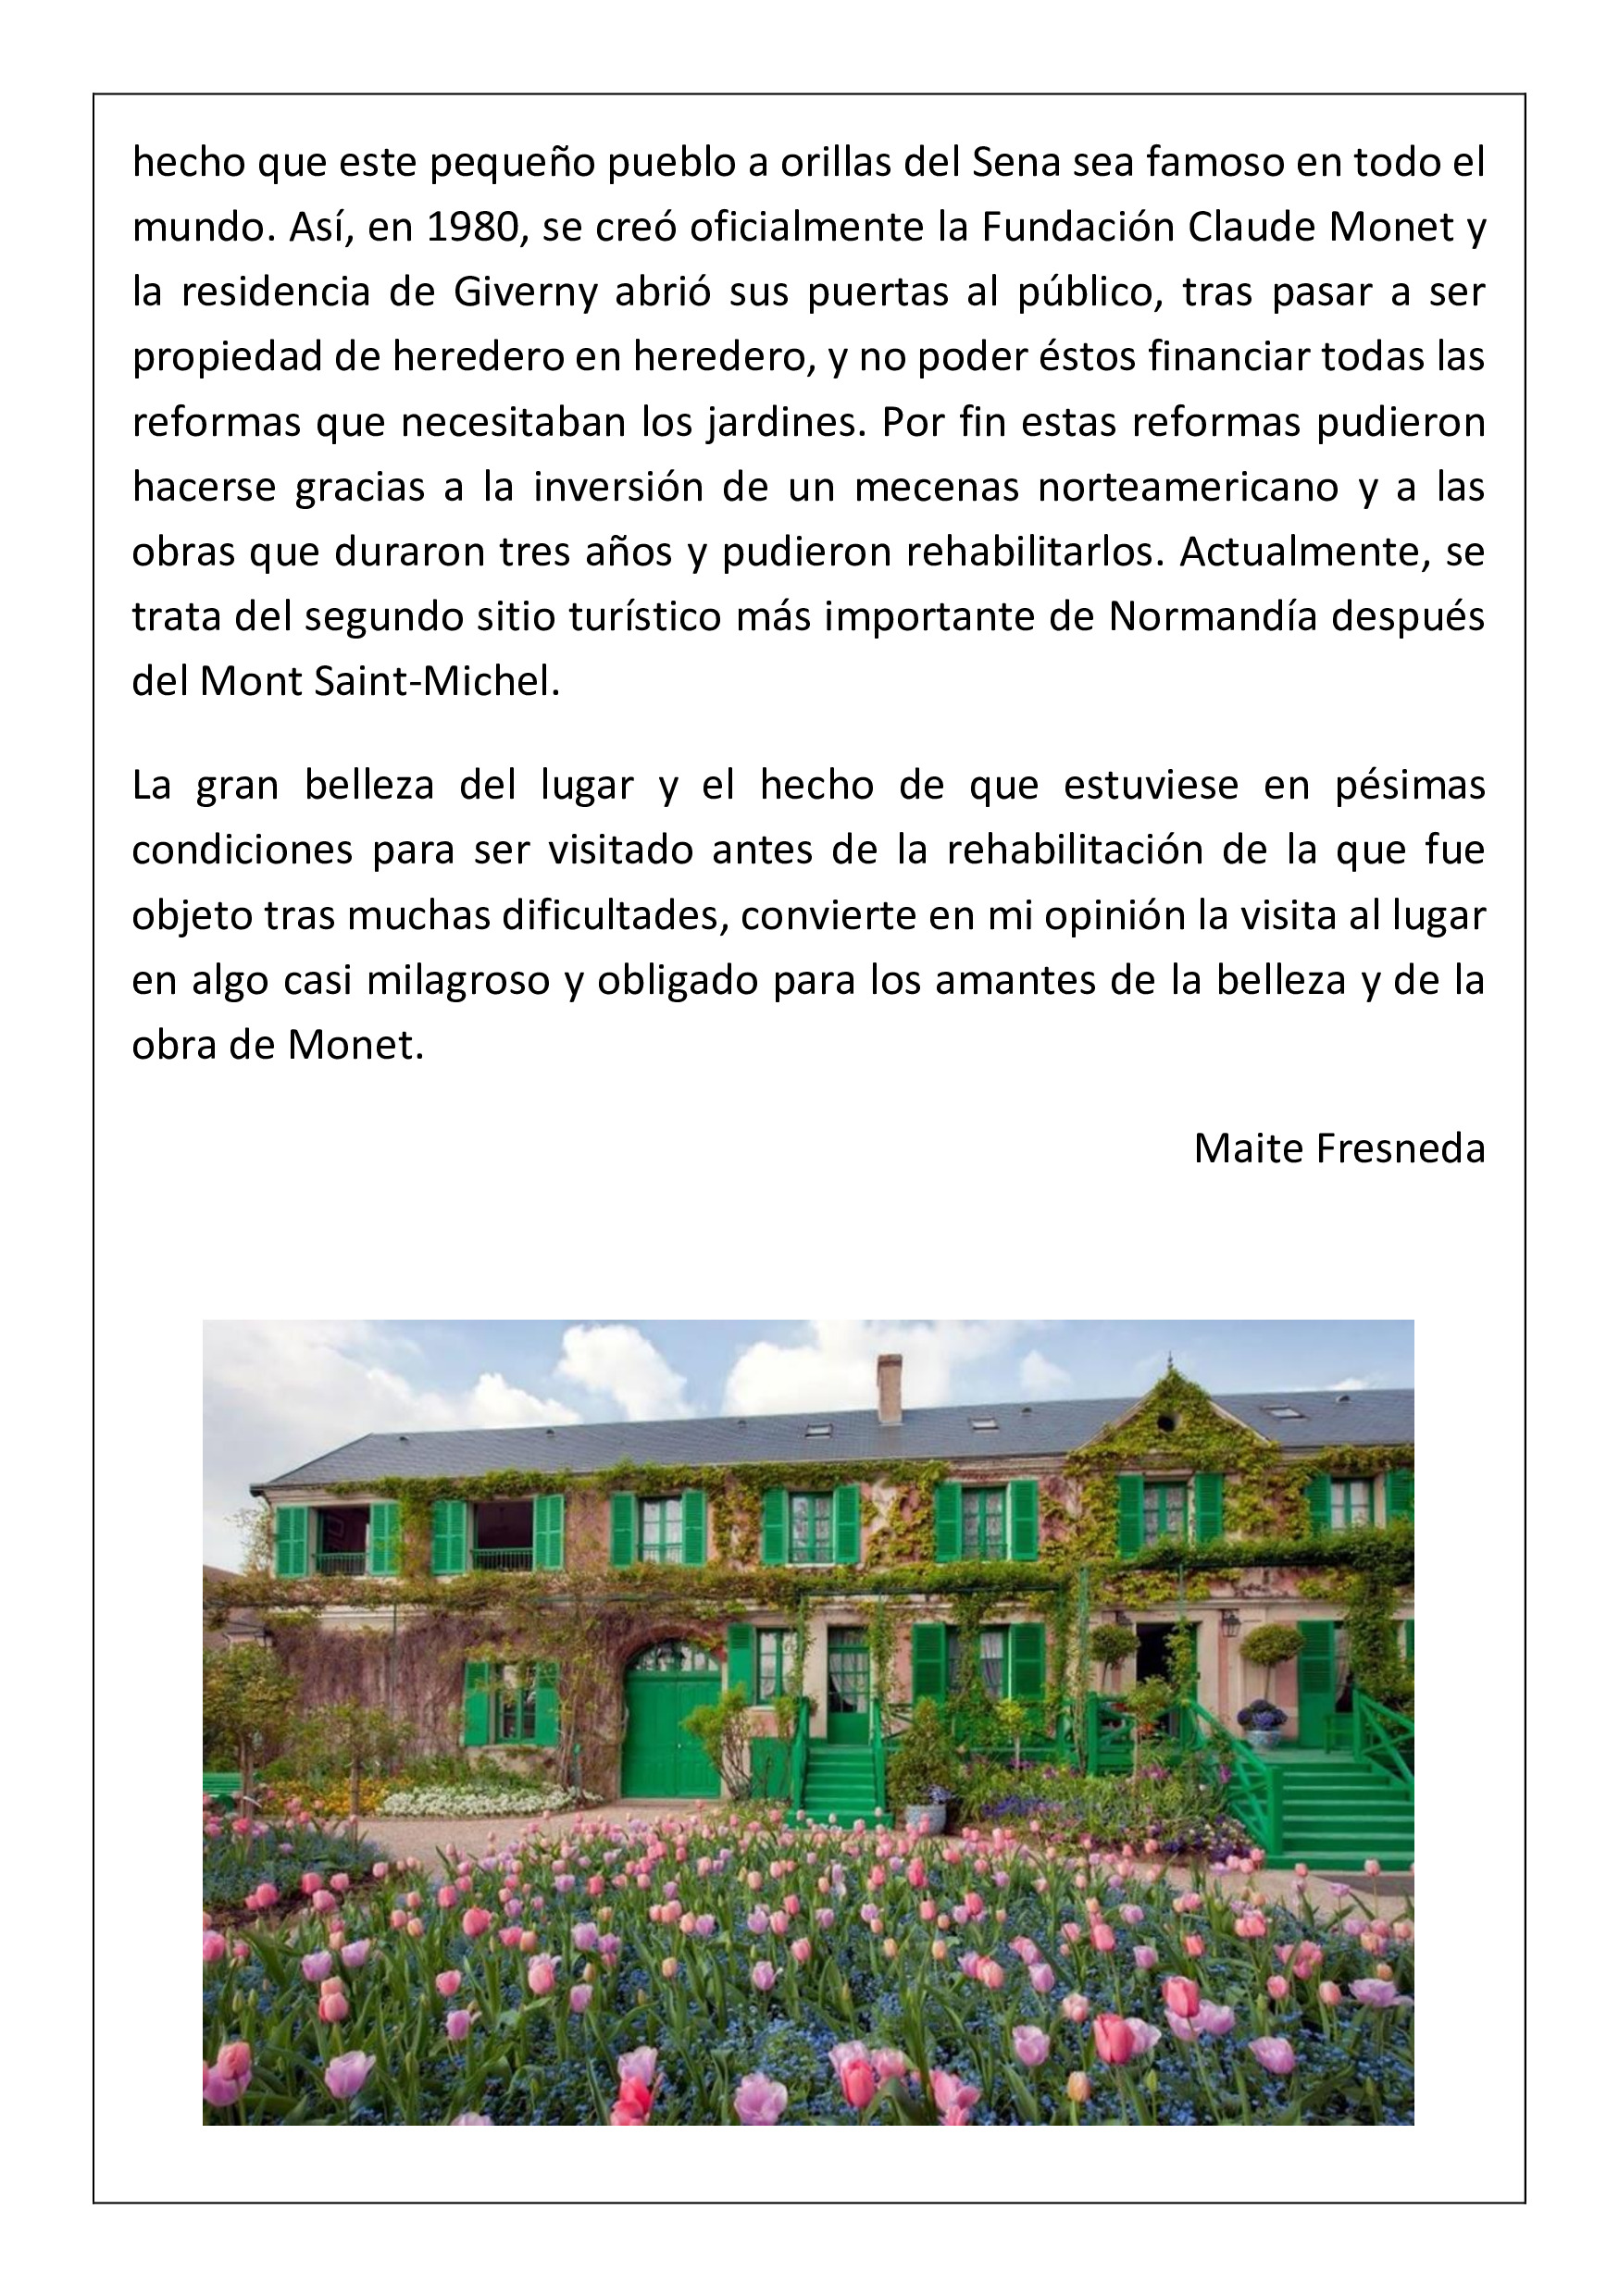 hecho que este pequeño pueblo a orillas del Sena sea famoso en todo el
mundo. Así, en 1980, se creó oficialmente la Fundación Claude Monet y
la residencia de Giverny abrió sus puertas al público, tras pasar a ser
propiedad de heredero en heredero, y no poder éstos financiar todas las
reformas que necesitaban los jardines. Por fin estas reformas pudieron
hacerse gracias a la inversión de un mecenas norteamericano y a las
obras que duraron tres años y pudieron rehabilitarlos. Actualmente, se
trata del segundo sitio turístico más importante de Normandía después
del Mont Saint-Michel.
La gran belleza del lugar y el hecho de que estuviese en pésimas
condiciones para ser visitado antes de la rehabilitación de la que fue
objeto tras muchas dificultades, convierte en mi opinión la visita al lugar
en algo casi milagroso y obligado para los amantes de la belleza y de la
obra de Monet.
Maite Fresneda